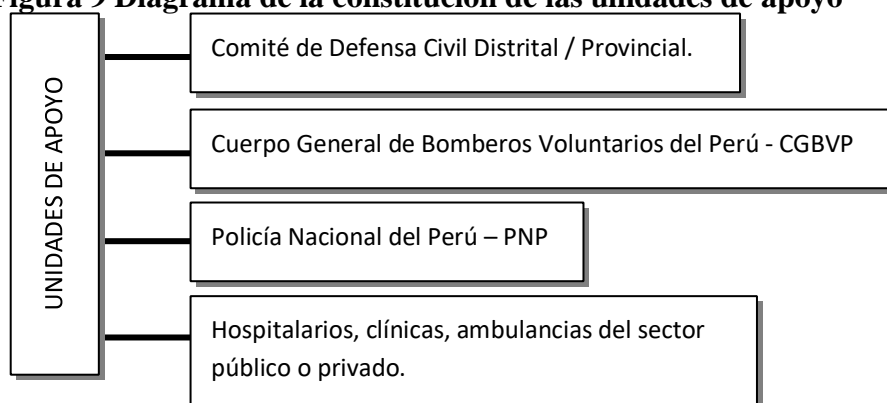 Figura 9 Diagrama de la constitución de las unidades de apoyo
UNIDADES DE APOYO
Comité de Defensa Civil Distrital / Provincial.
Cuerpo General de Bomberos Voluntarios del Perú - CGBVP
Policía Nacional del Perú – PNP
Hospitalarios, clínicas, ambulancias del sector
público o privado.